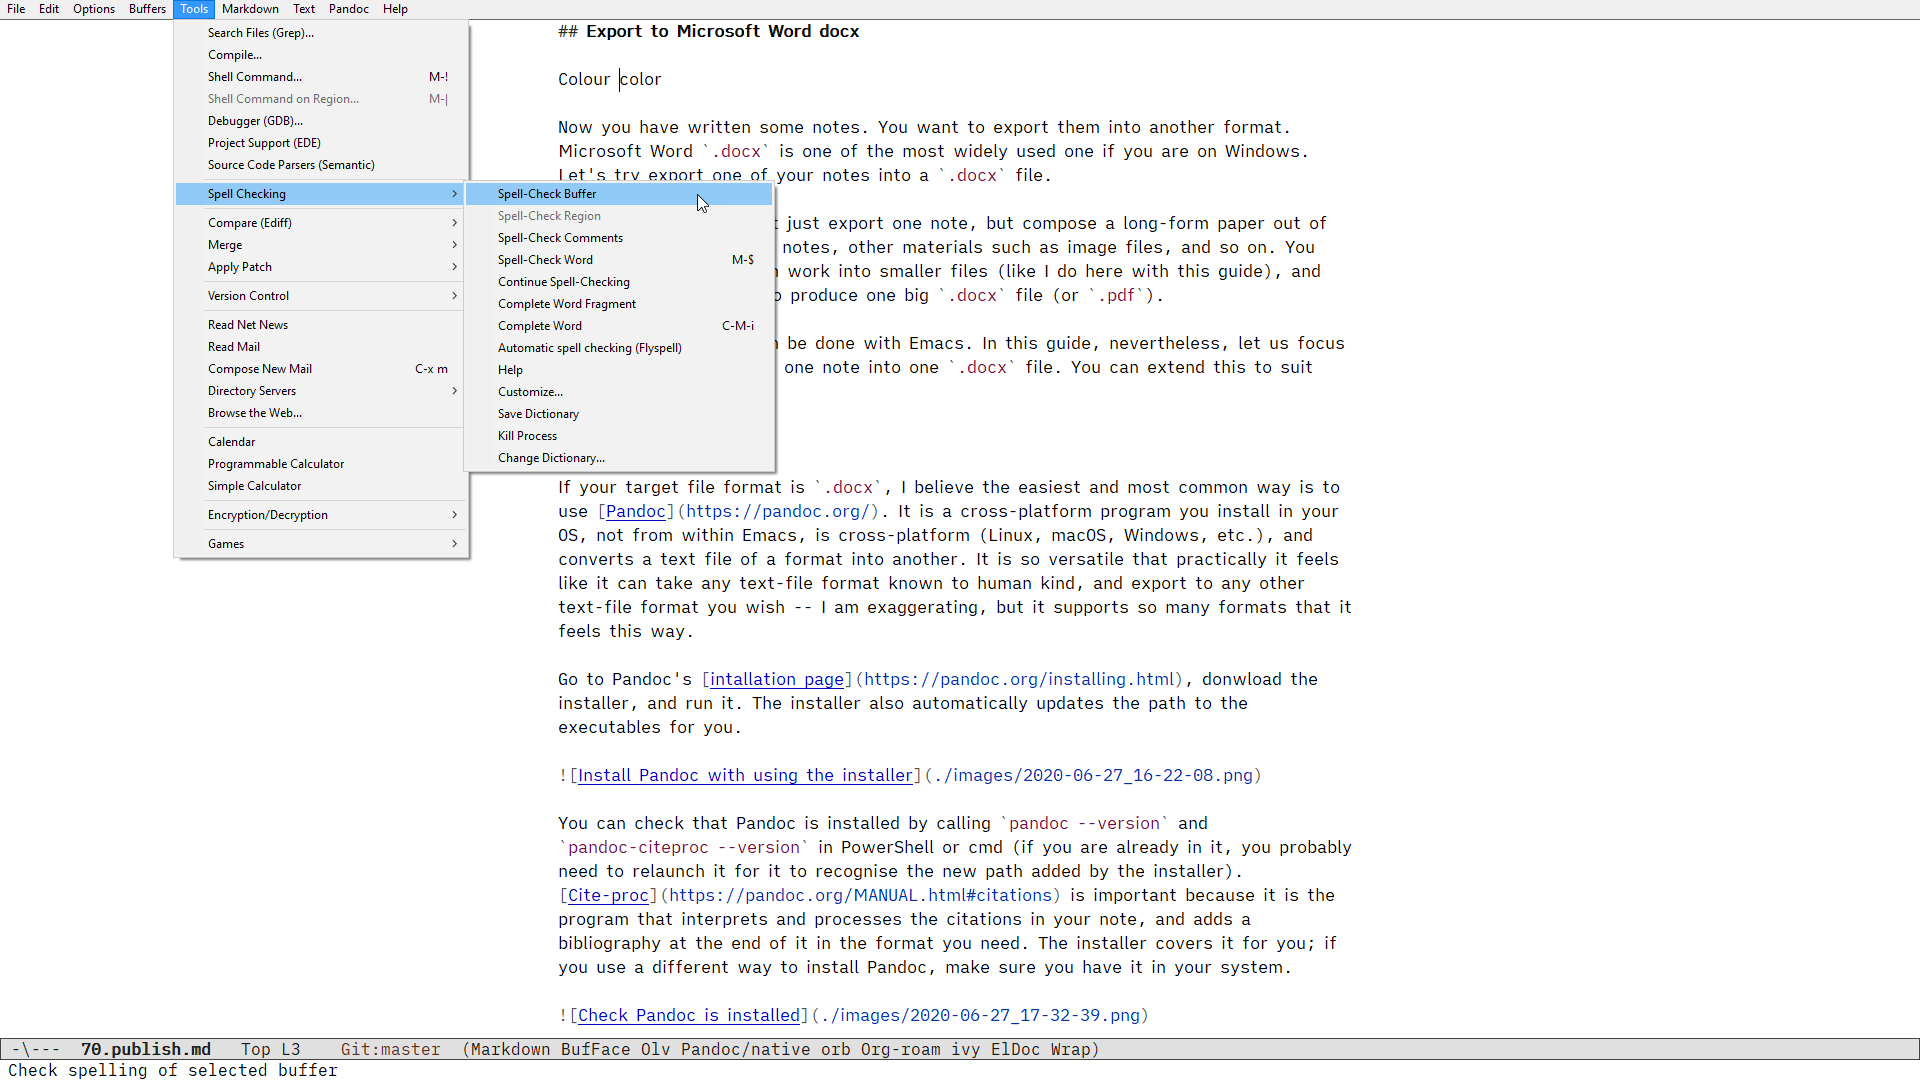 File Edit Options Buffers Tools Markdown Text Pandoc Help
Search Files (Grep)...
Compile...
Shell Command... M-!
Shell Command on Region... M-|
Debugger (GDB)...
Project Support (EDE)
Source Code Parsers (Semantic)
Spell Checking
Compare (Ediff)
Merge
Apply Patch
Version Control
Read Net News
Read Mail
Compose New Mail C-x m
Directory Servers
Browse the Web...
Calendar
Programmable Calculator
Simple Calculator
Encryption/Decryption
Games
Spell-Check Buffer
Spell-Check Region
Spell-Check Comments
Spell-Check Word M-$
Continue Spell-Checking
Complete Word Fragment
Complete Word C-M-i
Automatic spell checking (Flyspell)
Help
Customize...
Save Dictionary
Kill Process
Change Dictionary...
## Export to Microsoft Word docx
Colour color
Now you have written some notes. You want to export them into another format.
Microsoft Word `.docx` is one of the most widely used one if you are on Windows.
Let's try export one of your notes into a `.docx` file.
just export one note, but compose a long-form paper out of
notes, other materials such as image files, and so on. You
work into smaller files (like I do here with this guide), and
produce one big `.docx` file (or `.pdf`).
be done with Emacs. In this guide, nevertheless, let us focus
one note into one `.docx` file. You can extend this to suit
If your target file format is `.docx`, I believe the easiest and most common way is to
use [Pandoc](https://pandoc.org/). It is a cross-platform program you install in your
OS, not from within Emacs, is cross-platform (Linux, macOS, Windows, etc.), and
converts a text file of a format into another. It is so versatile that practically it feels
like it can take any text-file format known to human kind, and export to any other
text-file format you wish -- I am exaggerating, but it supports so many formats that it
feels this way.
Go to Pandoc's [intallation page](https://pandoc.org/installing.html), donwload the
installer, and run it. The installer also automatically updates the path to the
executables for you.
![Install Pandoc with using the installer](./images/2020-06-27_16-22-08.png)
You can check that Pandoc is installed by calling `pandoc --version` and
`pandoc-citeproc --version` in PowerShell or cmd (if you are already in it, you probably
need to relaunch it for it to recognise the new path added by the installer).
[Cite-proc](https://pandoc.org/MANUAL.html#citations) is important because it is the
program that interprets and processes the citations in your note, and adds a
bibliography at the end of it in the format you need. The installer covers it for you; if
you use a different way to install Pandoc, make sure you have it in your system.
![Check Pandoc is installed](./images/2020-06-27_17-32-39.png)
-\--- 70.publish.md Top L3 Git:master (Markdown BufFace Olv Pandoc/native orb Org-roam ivy ElDoc Wrap)
Check spelling of selected buffer